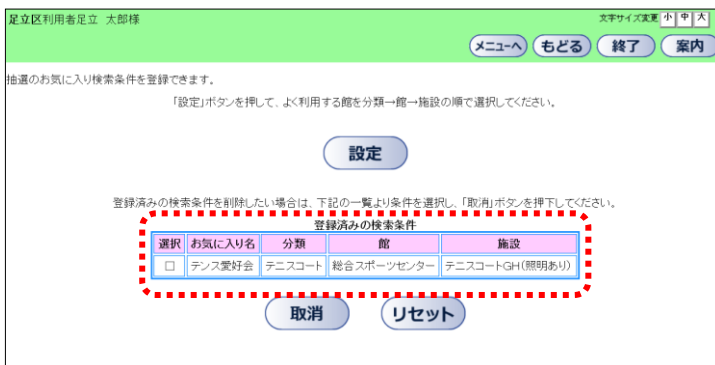 足立区利用者足立 太郎様
文字サイズ変更 小 中 大
メニューへ もどる 終了 案内
抽選のお気に入り検索条件を登録できます。
「設定」ボタンを押して、よく利用する館を分類→館→施設の順で選択してください。
設定
登録済みの検索条件を削除したい場合は、下記の一覧より条件を選択し、「取消」ボタンを押下してください。
登録済みの検索条件
選択 お気に入り名 分類 館 施設
テンス愛好会 テニスコート 総合スポーツセンター テニスコートGH(照明あり)
取消 リセット